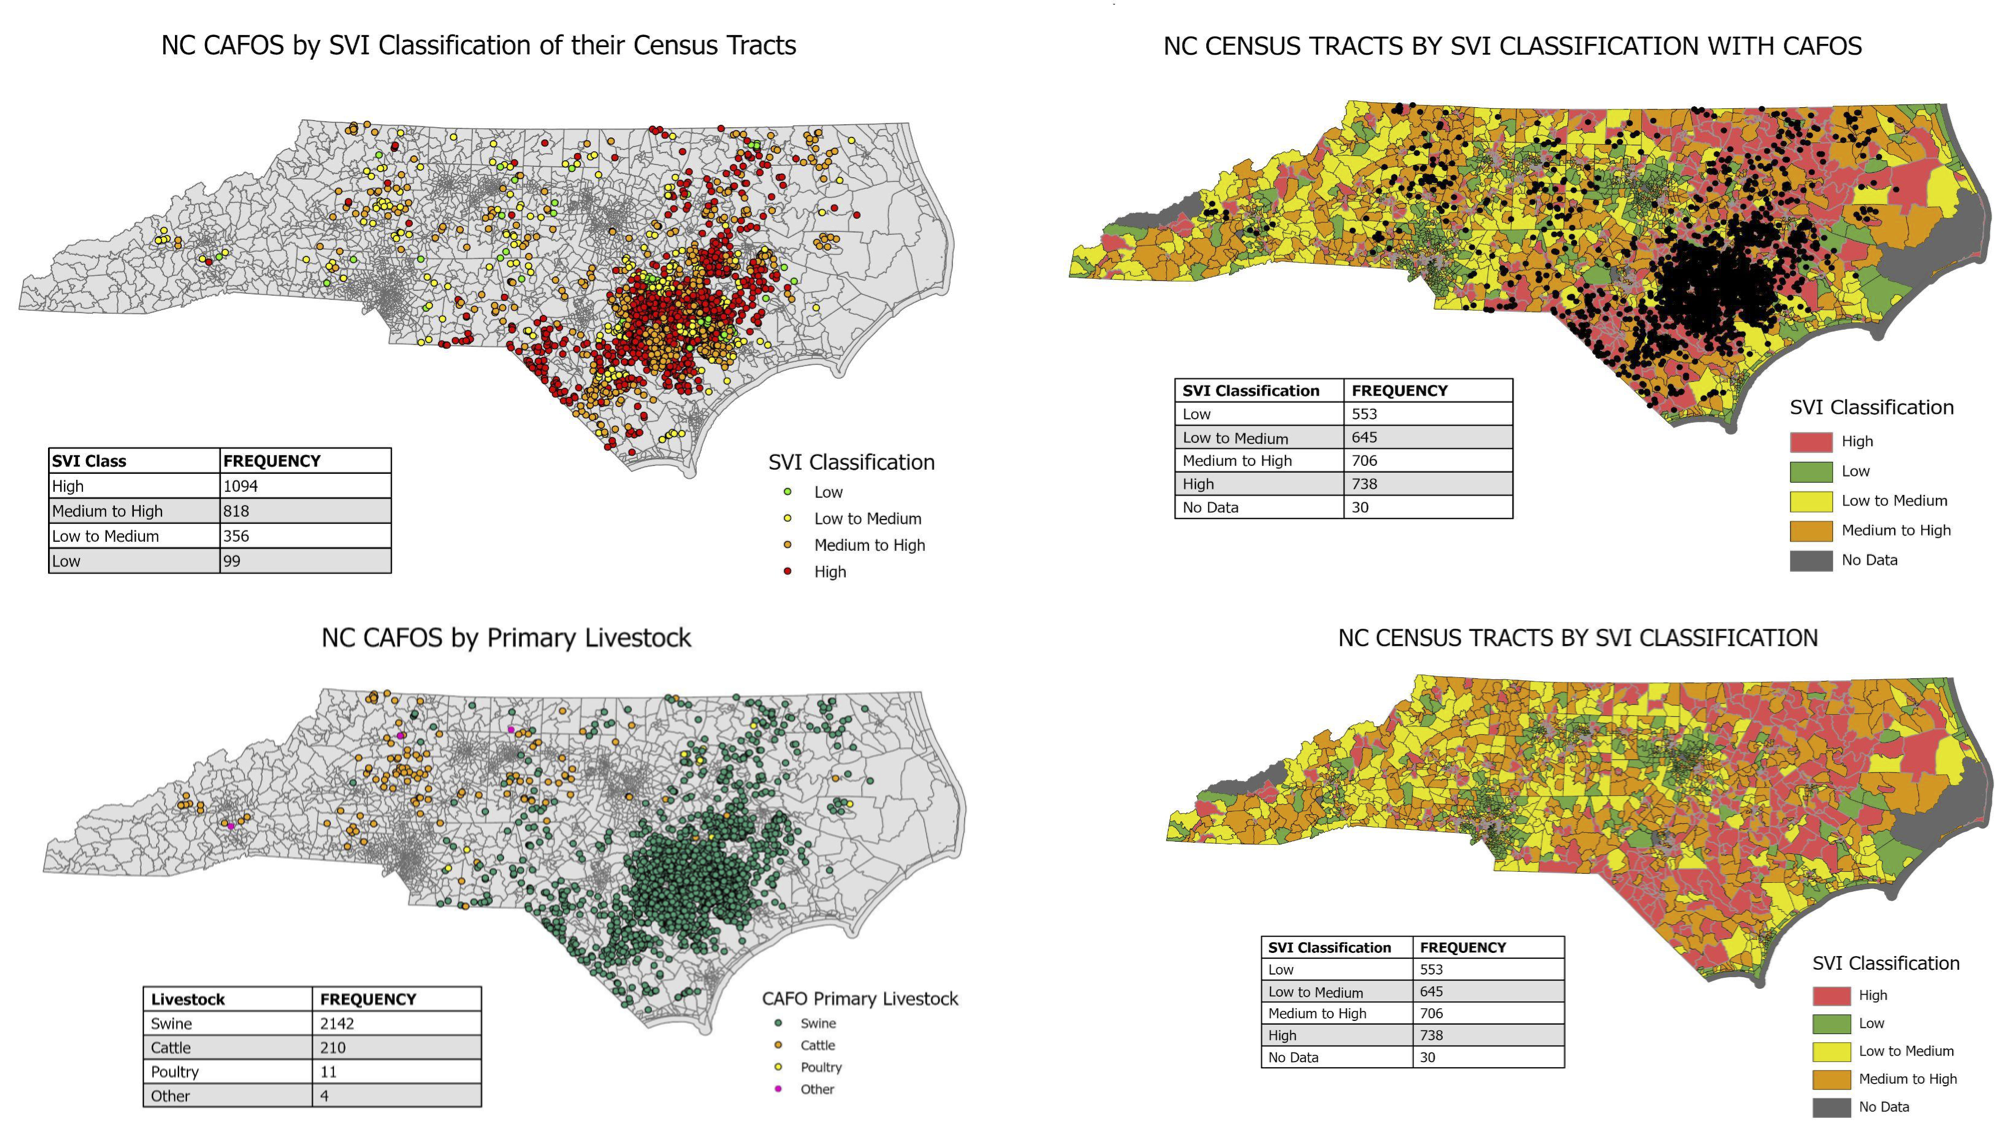 NC CAFOS by SVI Classification of their Census Tracts
SVI Class FREQUENCY
High 1094
Medium to High 818
Low to Medium 356
Low 99
SVI Classification
Low
Low to Medium
Medium to High
High
NC CENSUS TRACTS BY SVI CLASSIFICATION WITH CAFOS
SVI Classification FREQUENCY
Low 553
Low to Medium 645
Medium to High 706
High 738
No Data 30
SVI Classification
High
Low
Low to Medium
Medium to High
No Data
NC CAFOS by Primary Livestock
Livestock FREQUENCY
Swine 2142
Cattle 210
Poultry 11
Other 4
CAFO Primary Livestock
Swine
Cattle
Poultry
Other
NC CENSUS TRACTS BY SVI CLASSIFICATION
SVI Classification FREQUENCY
Low 553
Low to Medium 645
Medium to High 706
High 738
No Data 30
SVI Classification
High
Low
Low to Medium
Medium to High
No Data